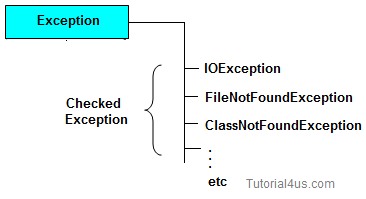 Exception
IOException
FileNotFoundException
Checked
Exception
ClassNotFoundException
etc
Tutorial4us.com